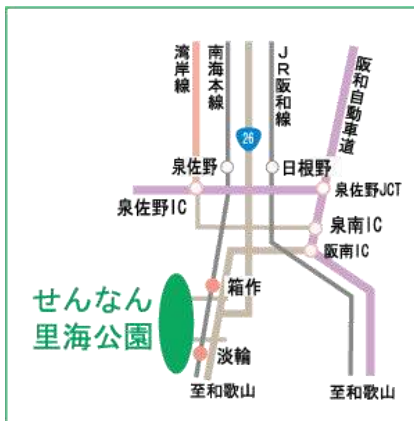 湾岸線
南海本線
JR阪和線
阪和自動車道
26
泉佐野
日根野
泉佐野JCT
泉佐野IC
泉南IC
阪南IC
せんなん
里海公園
箱作
淡輪
至和歌山
至和歌山